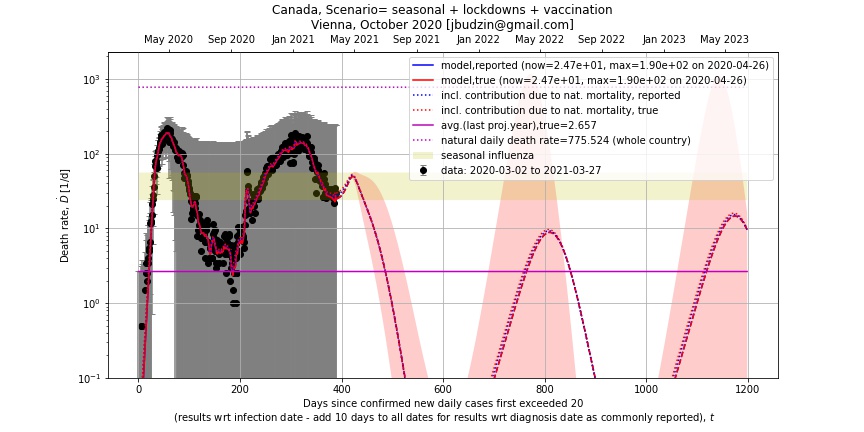 Canada, Scenario= seasonal + lockdowns + vaccination
Vienna, October 2020 [jbudzin@gmail.com]
May 2020 Sep 2020 Jan 2021 May 2021 Sep 2021 Jan 2022 May 2022 Sep 2022 Jan 2023 May 2023
model,reported (now=2.47e+01, max=1.90e+02 on 2020-04-26)
model,true (now=2.47e+01, max=1.90e+02 on 2020-04-26)
incl. contribution due to nat. mortality, reported
incl. contribution due to nat. mortality, true
avg.(last proj.year),true=2.657
natural daily death rate=775.524 (whole country)
seasonal influenza
data: 2020-03-02 to 2021-03-27
Death rate, Ḋ [1/d]
10³
10²
10¹
10⁰
10⁻¹
0 200 400 600 800 1000 1200
Days since confirmed new daily cases first exceeded 20
(results wrt infection date - add 10 days to all dates for results wrt diagnosis date as commonly reported), t